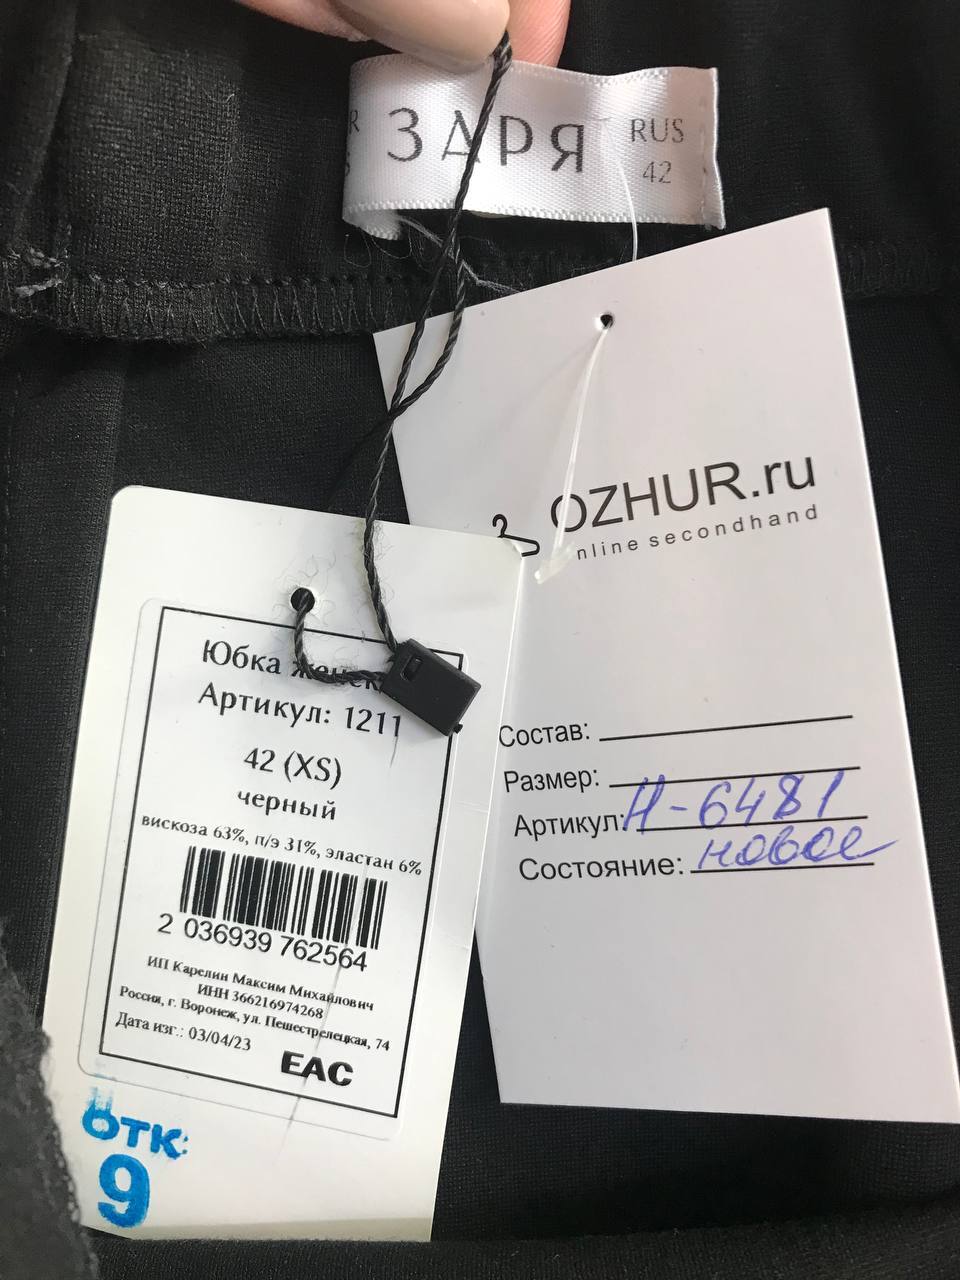 ЗАРЯ
RUS
42
OZHUR.ru
nline secondhand
Состав:
Размер:
Артикул: Н-6481
Состояние: новое
Юбка
Артикул: 1211
42 (XS)
черный
вискоза 63%, п/э 31%, эластан 6%
2 036939 762564
ИП Карелин Максим Михайлович
ИНН 366216974268
Россия, г. Воронеж, ул. Пешестрелецкая, 74
Дата изг.: 03/04/23
EAC
ОТК:
9